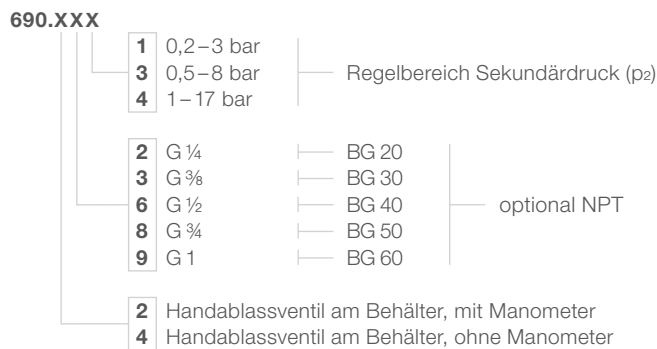 690.XXX
1 0,2–3 bar
3 0,5–8 bar Regelbereich Sekundärdruck (p2)
4 1–17 bar
2 G ¼ BG 20
3 G ⅜ BG 30
6 G ½ BG 40 optional NPT
8 G ¾ BG 50
9 G 1 BG 60
2 Handablassventil am Behälter, mit Manometer
4 Handablassventil am Behälter, ohne Manometer